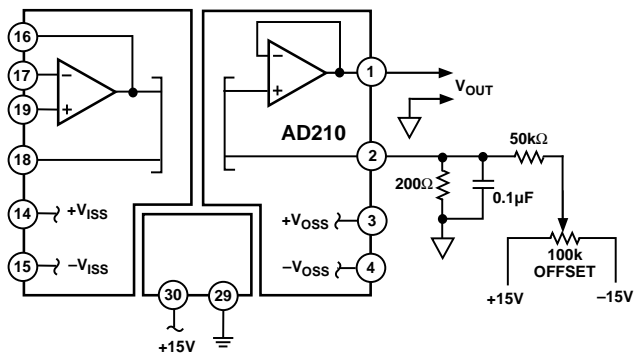 16
17
19
18
14
+VISS
15
−VISS
−
+
−
+
AD210
1
VOUT
2
50kΩ
200Ω
0.1µF
+VOSS
3
−VOSS
4
30
29
+15V
100k
OFFSET
+15V
−15V